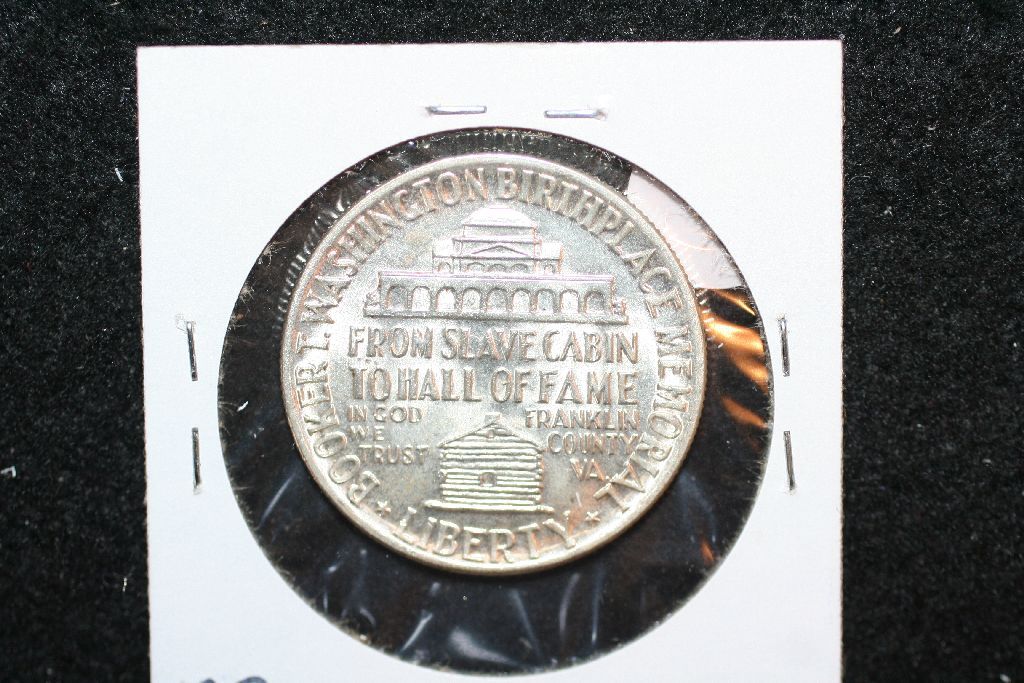 BOOKER T. WASHINGTON BIRTHPLACE MEMORIAL
FROM SLAVE CABIN
TO HALL OF FAME
IN GOD
WE
TRUST
FRANKLIN
COUNTY
VA.
LIBERTY